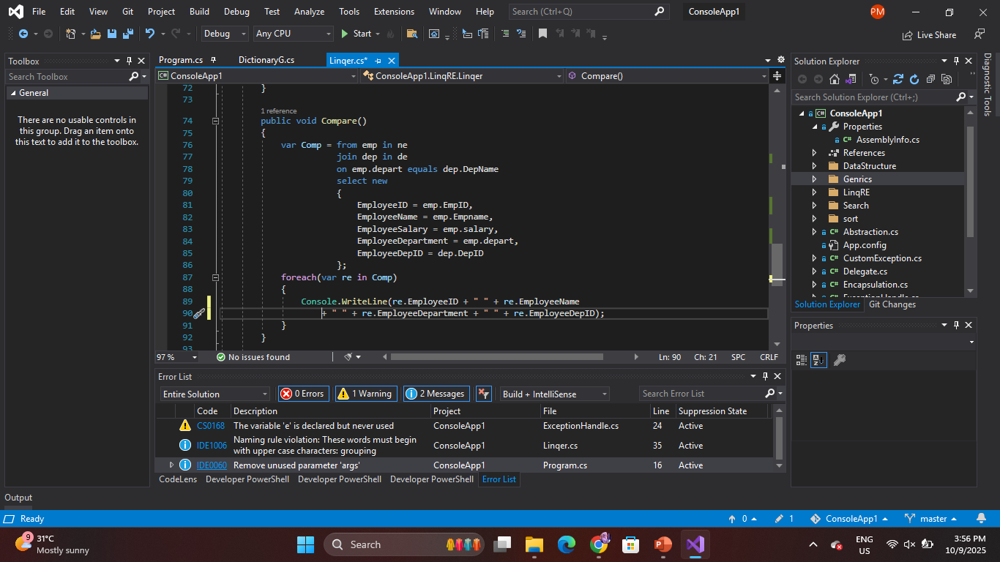 File Edit View Git Project Build Debug Test Analyze Tools Extensions Window Help Search (Ctrl+Q) ConsoleApp1 PM
Debug Any CPU Start Live Share
Toolbox
Search Toolbox
General
There are no usable controls in
this group. Drag an item onto
this text to add it to the toolbox.
Program.cs DictionaryG.cs Linqer.cs*
ConsoleApp1 ConsoleApp1.LinqRE.Linqer Compare()
72 }
73
1 reference
74 public void Compare()
75 {
76 var Comp = from emp in ne
77 join dep in de
78 on emp.depart equals dep.DepName
79 select new
80 {
81 EmployeeID = emp.EmpID,
82 EmployeeName = emp.Empname,
83 EmployeeSalary = emp.salary,
84 EmployeeDepartment = emp.depart,
85 EmployeeDepID = dep.DepID
86 };
87 foreach(var re in Comp)
88 {
89 Console.WriteLine(re.EmployeeID + " " + re.EmployeeName
90 + " " + re.EmployeeDepartment + " " + re.EmployeeDepID);
91 }
92 }
93
97 % No issues found Ln: 90 Ch: 21 SPC CRLF
Error List
Entire Solution 0 Errors 1 Warning 2 Messages Build + IntelliSense Search Error List
Code Description Project File Line Suppression State
CS0168 The variable 'e' is declared but never used ConsoleApp1 ExceptionHandle.cs 24 Active
IDE1006 Naming rule violation: These words must begin
with upper case characters: grouping ConsoleApp1 Linqer.cs 35 Active
IDE0060 Remove unused parameter 'args' ConsoleApp1 Program.cs 16 Active
CodeLens Developer PowerShell Developer PowerShell Developer PowerShell Error List
Solution Explorer
Search Solution Explorer (Ctrl+;)
ConsoleApp1
Properties
AssemblyInfo.cs
References
DataStructure
Genrics
LinqRE
Search
sort
Abstraction.cs
App.config
CustomException.cs
Delegate.cs
Encapsulation.cs
ExceptionHandle.cs
Solution Explorer Git Changes
Properties
Diagnostic Tools
Output
Ready 0 1 ConsoleApp1 master
9 31°C
Mostly sunny
Search
ENG
US
3:56 PM
10/9/2025